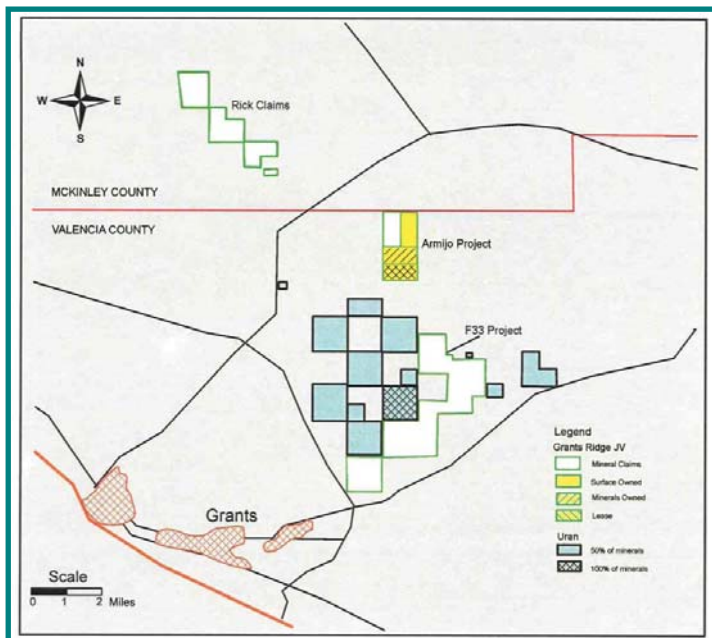 N
W E
S
Rick Claims
MCKINLEY COUNTY
VALENCIA COUNTY
Armijo Project
F33 Project
Legend
Grants Ridge JV
Mineral Claims
Surface Owned
Minerals Owned
Lease
Uran
50% of minerals
100% of minerals
Grants
Scale
0 1 2 Miles